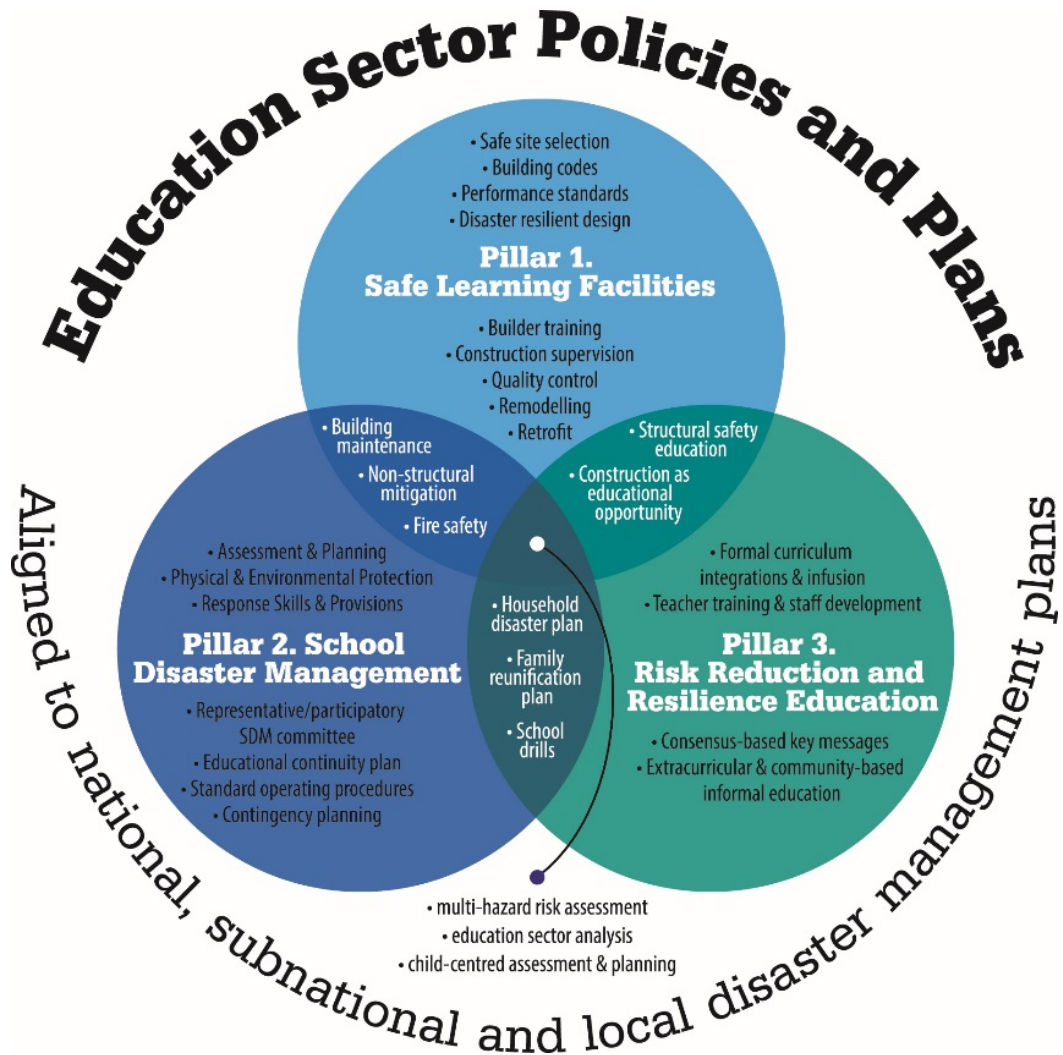 Education Sector Policies and Plans
• Safe site selection
• Building codes
• Performance standards
• Disaster resilient design
Pillar 1.
Safe Learning Facilities
• Builder training
• Construction supervision
• Quality control
• Remodelling
• Retrofit
• Building
maintenance
• Non-structural
mitigation
• Fire safety
• Structural safety
education
• Construction as
educational
opportunity
• Assessment & Planning
• Physical & Environmental Protection
• Response Skills & Provisions
Pillar 2. School
Disaster Management
• Representative/participatory
SDM committee
• Educational continuity plan
• Standard operating procedures
• Contingency planning
• Household
disaster plan
• Family
reunification
plan
• School
drills
• Formal curriculum
integrations & infusion
• Teacher training & staff development
Pillar 3.
Risk Reduction and
Resilience Education
• Consensus-based key messages
• Extracurricular & community-based
informal education
• multi-hazard risk assessment
• education sector analysis
• child-centred assessment & planning
Aligned to national, subnational and local disaster management plans